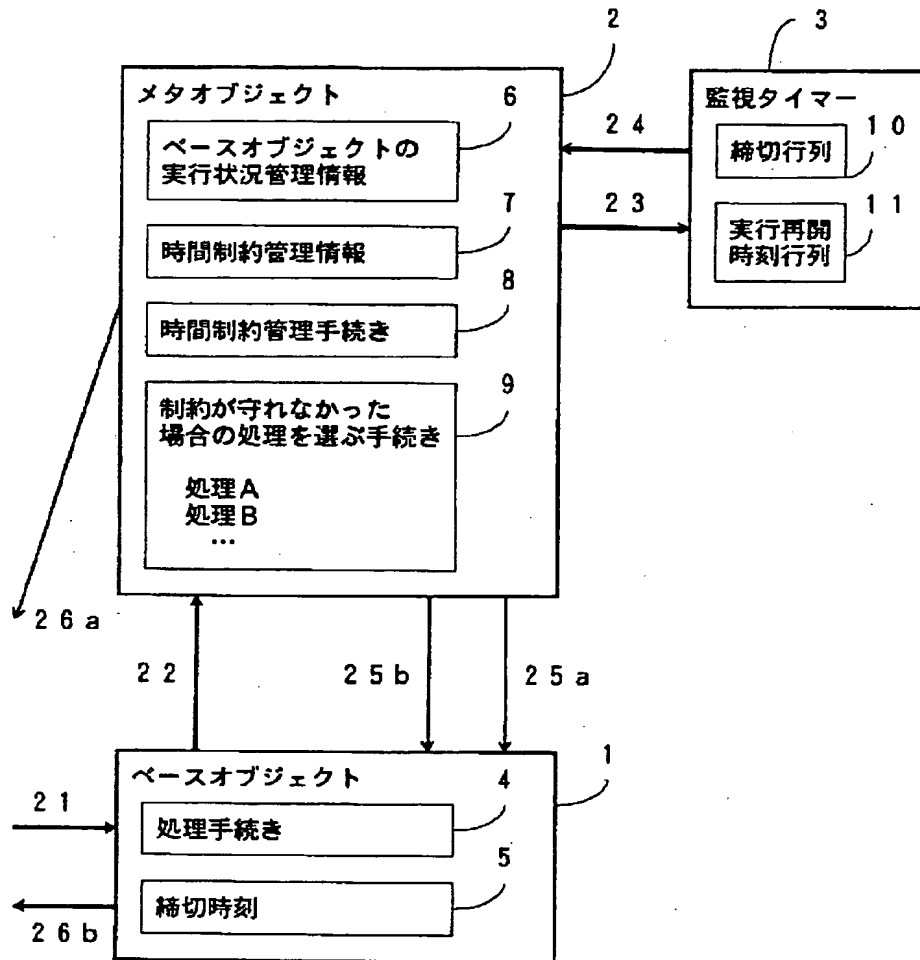 2
3
メタオブジェクト
6
監視タイマー
ベースオブジェクトの
実行状況管理情報
24
10
締切行列
7
23
11
時間制約管理情報
実行再開
時刻行列
8
時間制約管理手続き
9
制約が守れなかった
場合の処理を選ぶ手続き
処理A
処理B
…
26a
22
25b
25a
1
ベースオブジェクト
4
21
処理手続き
5
締切時刻
26b